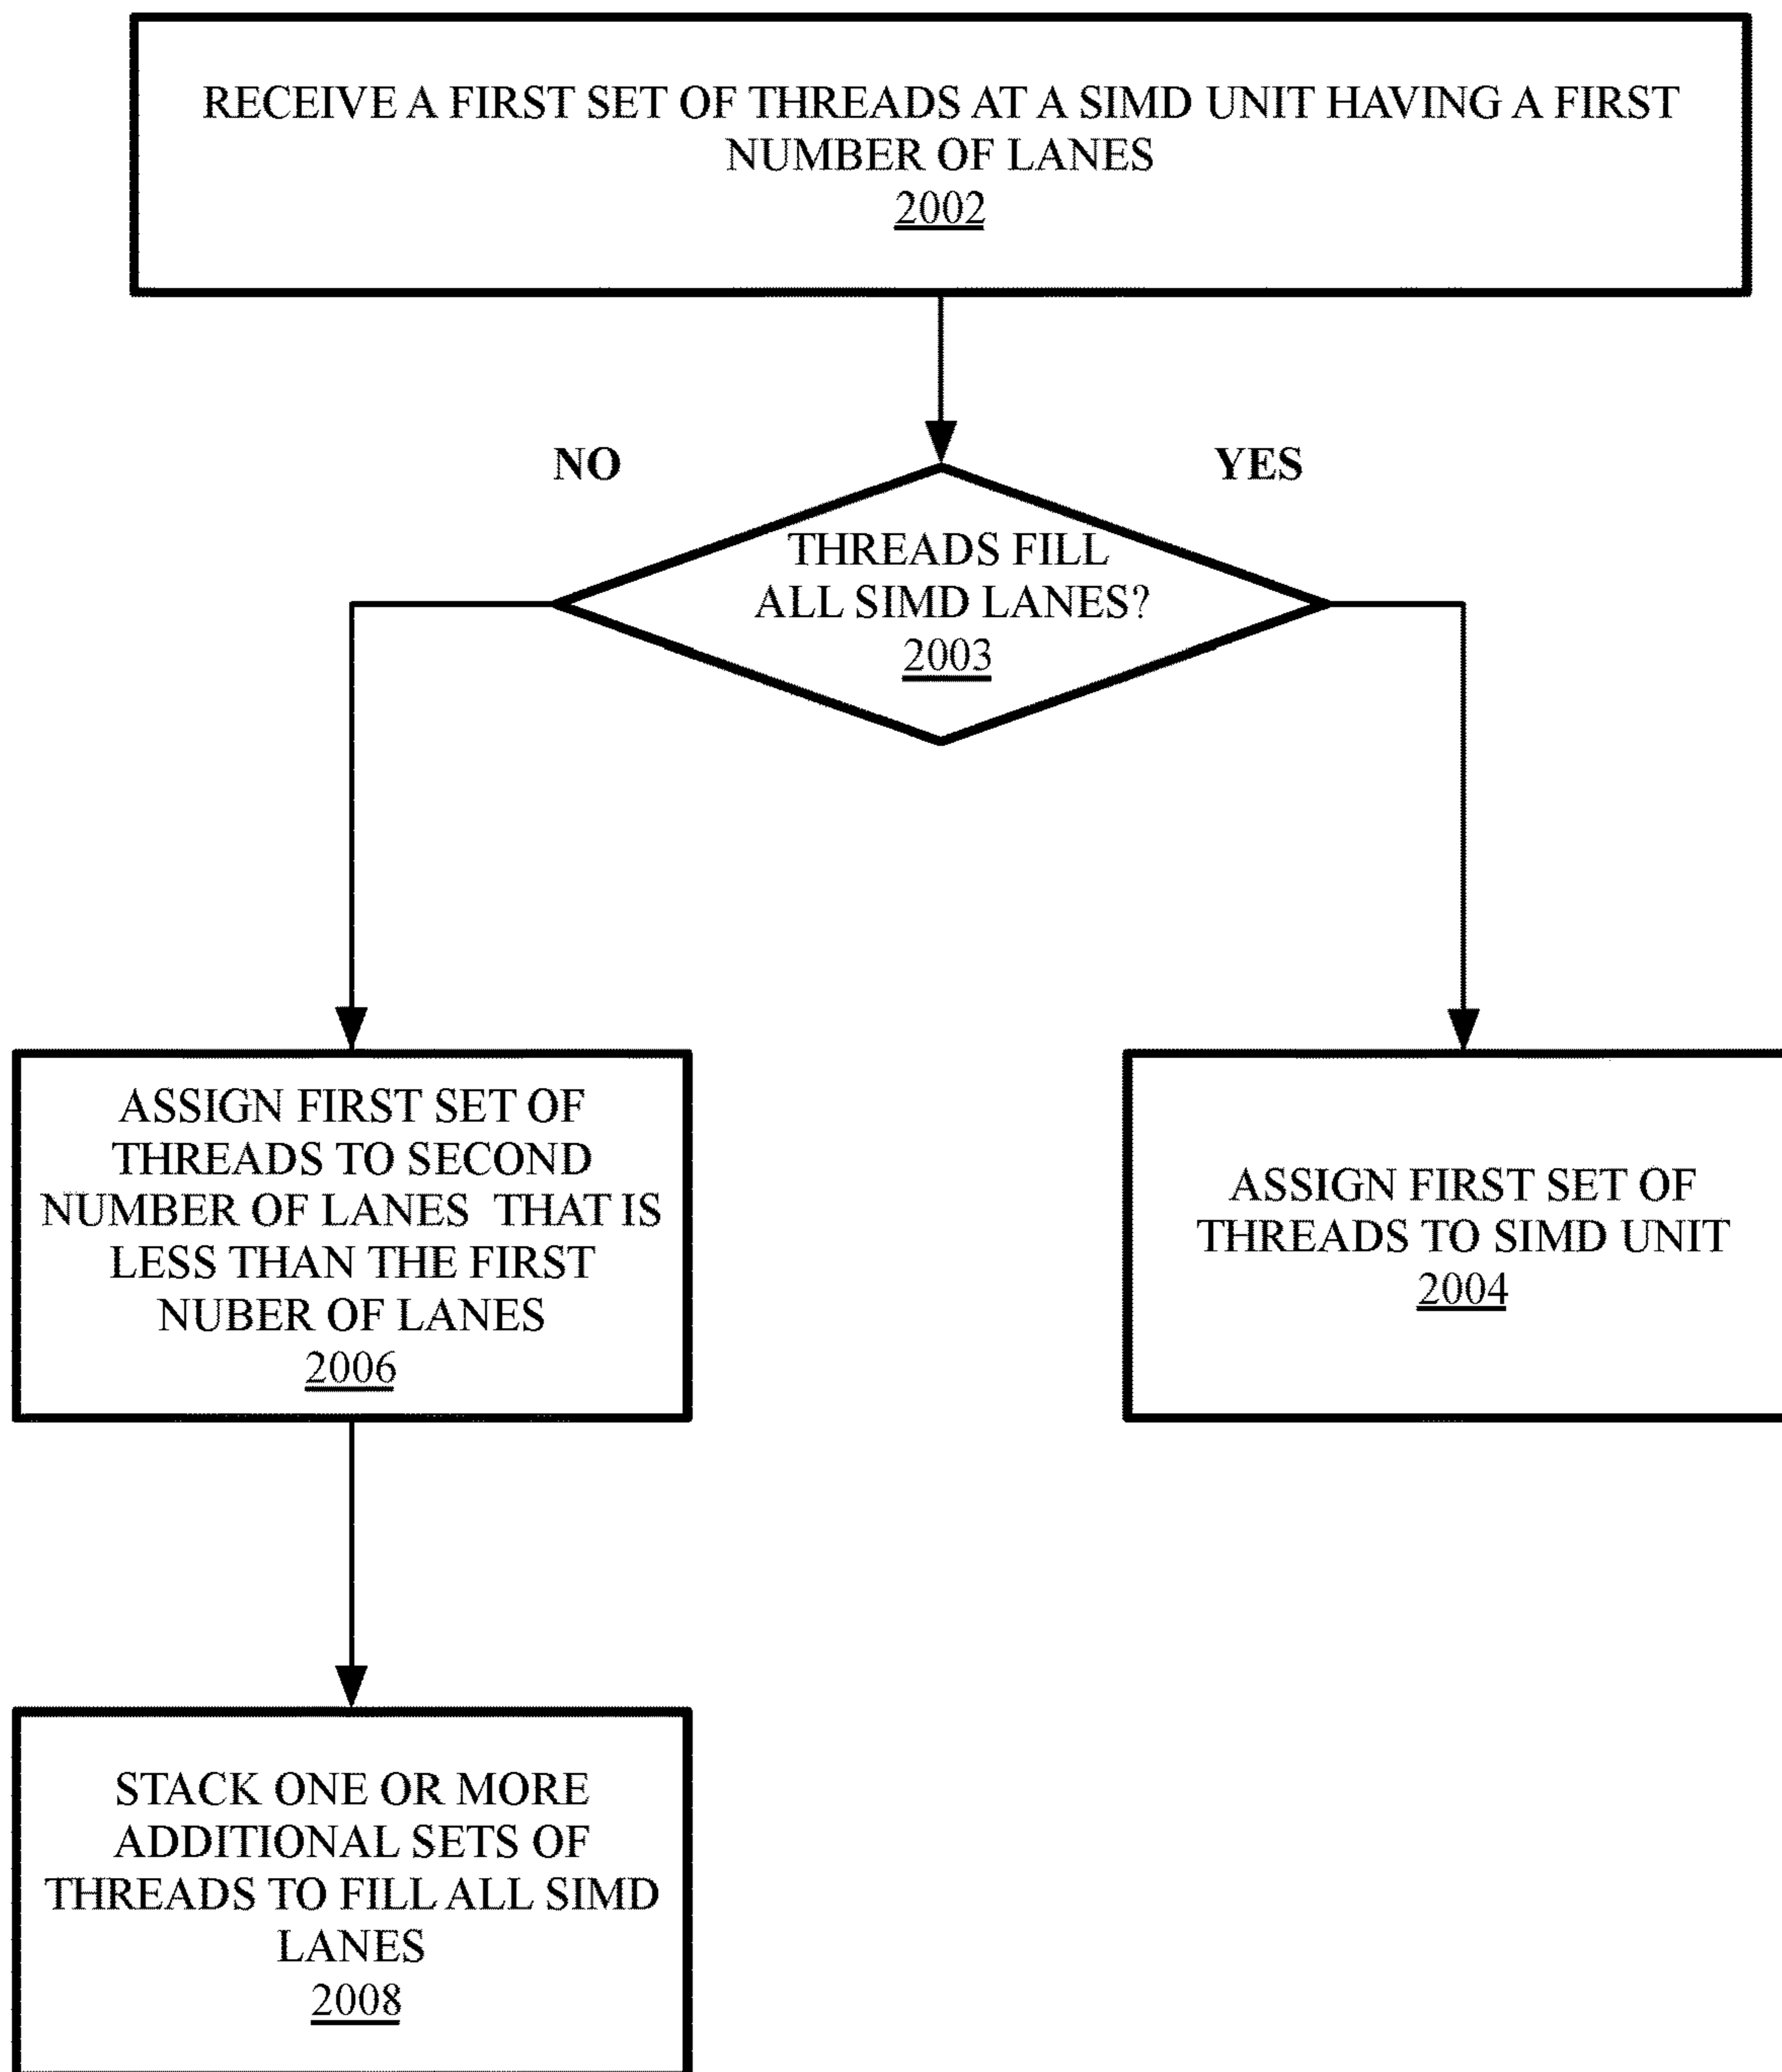 RECEIVE A FIRST SET OF THREADS AT A SIMD UNIT HAVING A FIRST
NUMBER OF LANES
2002
NO
YES
THREADS FILL
ALL SIMD LANES?
2003
ASSIGN FIRST SET OF
THREADS TO SECOND
NUMBER OF LANES THAT IS
LESS THAN THE FIRST
NUBER OF LANES
2006
ASSIGN FIRST SET OF
THREADS TO SIMD UNIT
2004
STACK ONE OR MORE
ADDITIONAL SETS OF
THREADS TO FILL ALL SIMD
LANES
2008